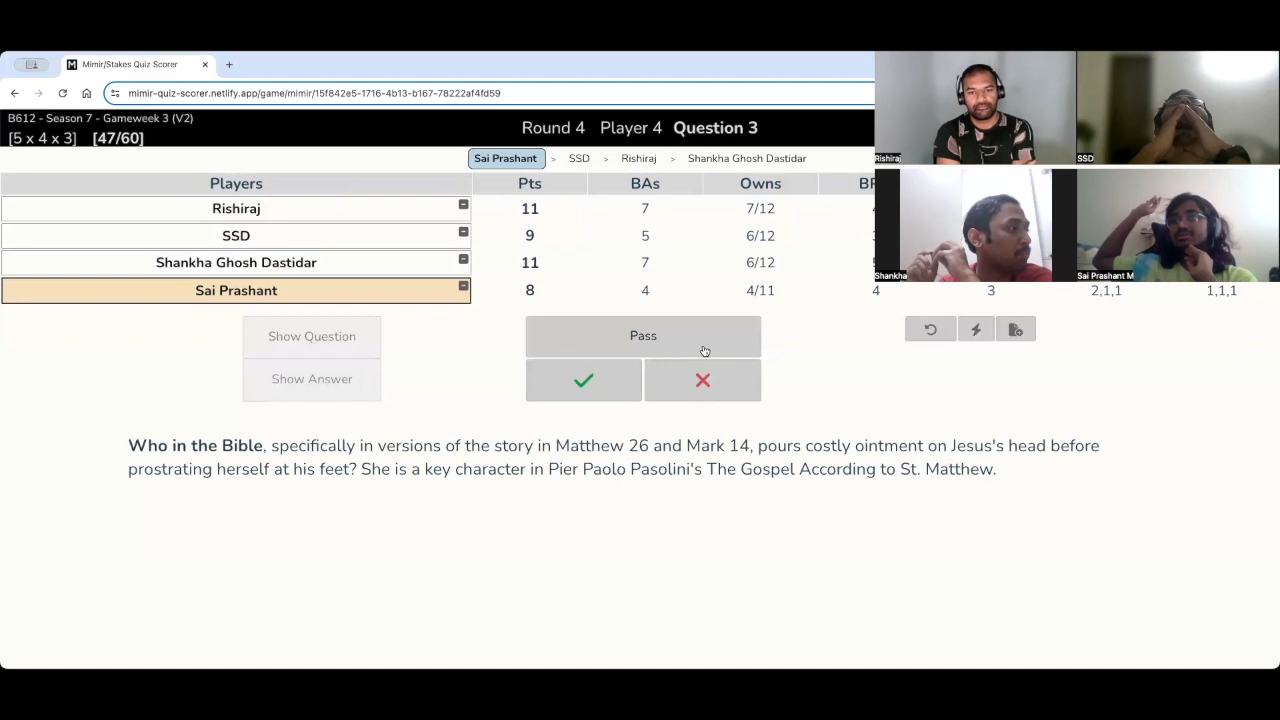 Mimir/Stakes Quiz Scorer
mimir-quiz-scorer.netlify.app/game/mimir/15f842e5-1716-4b13-b167-78222af4fd59
B612 - Season 7 - Gameweek 3 (V2)
[5 x 4 x 3] [47/60]
Round 4 Player 4 Question 3
Sai Prashant > SSD > Rishiraj > Shankha Ghosh Dastidar
Players Pts BAs Owns
Rishiraj 11 7 7/12
SSD 9 5 6/12
Shankha Ghosh Dastidar 11 7 6/12
Sai Prashant 8 4 4/11 4 3 2,1,1 1,1,1
Rishiraj
SSD
Shankha
Sai Prashant M
Show Question
Pass
Show Answer
Who in the Bible, specifically in versions of the story in Matthew 26 and Mark 14, pours costly ointment on Jesus's head before
prostrating herself at his feet? She is a key character in Pier Paolo Pasolini's The Gospel According to St. Matthew.